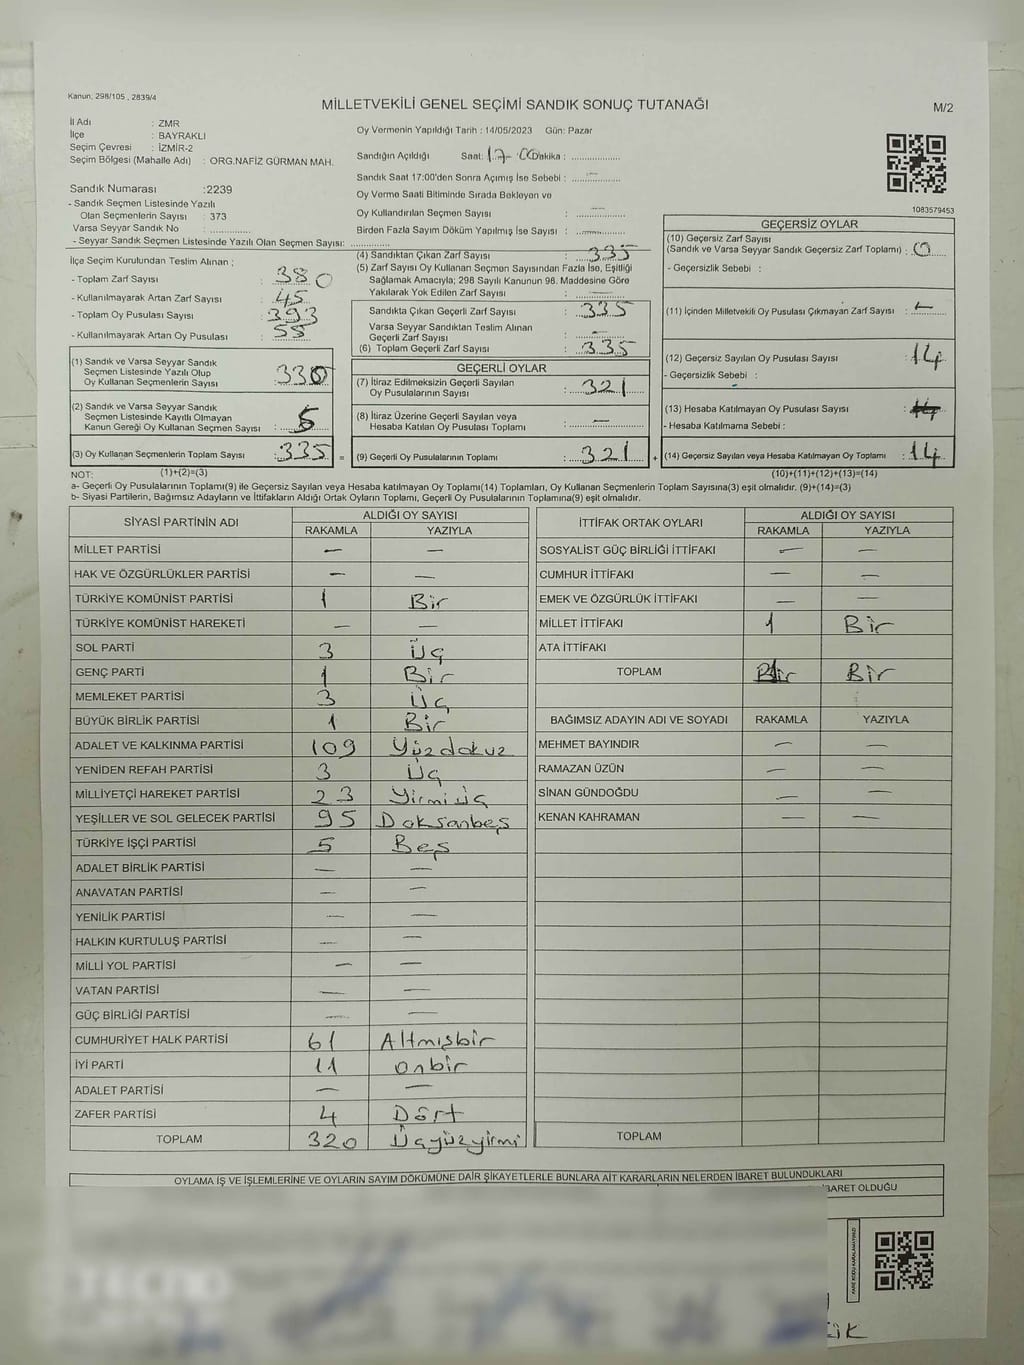 Kanun, 298/105 , 2839/4
MİLLETVEKİLİ GENEL SEÇİMİ SANDIK SONUÇ TUTANAĞI
M/2
İl Adı : ZMR
İlçe : BAYRAKLI
Seçim Çevresi : İZMİR-2
Seçim Bölgesi (Mahalle Adı) : ORG.NAFİZ GÜRMAN MAH.
Sandık Numarası :2239
- Sandık Seçmen Listesinde Yazılı
Olan Seçmenlerin Sayısı : 373
Varsa Seyyar Sandık No :
- Seyyar Sandık Seçmen Listesinde Yazılı Olan Seçmen Sayısı:
Oy Vermenin Yapıldığı Tarih : 14/05/2023 Gün: Pazar
Sandığın Açıldığı Saat: 17 00 Dakika :
Sandık Saat 17:00'den Sonra Açımış İse Sebebi : —
Oy Verme Saati Bitiminde Sırada Bekleyen ve
Oy Kullandırılan Seçmen Sayısı : —
Birden Fazla Sayım Döküm Yapılmış İse Sayısı : —
1083579453
İlçe Seçim Kurulundan Teslim Alınan ;
- Toplam Zarf Sayısı : 380
- Kullanılmayarak Artan Zarf Sayısı : 45
- Toplam Oy Pusulası Sayısı : 393
- Kullanılmayarak Artan Oy Pusulası : 55
(1) Sandık ve Varsa Seyyar Sandık
Seçmen Listesinde Yazılı Olup
Oy Kullanan Seçmenlerin Sayısı : 330
(2) Sandık ve Varsa Seyyar Sandık
Seçmen Listesinde Kayıtlı Olmayan
Kanun Gereği Oy Kullanan Seçmen Sayısı : 5
(3) Oy Kullanan Seçmenlerin Toplam Sayısı : 335 =
(4) Sandıktan Çıkan Zarf Sayısı : 335
(5) Zarf Sayısı Oy Kullanan Seçmen Sayısından Fazla İse, Eşitliği
Sağlamak Amacıyla; 298 Sayılı Kanunun 98. Maddesine Göre
Yakılarak Yok Edilen Zarf Sayısı : —
Sandıkta Çıkan Geçerli Zarf Sayısı : 335
Varsa Seyyar Sandıktan Teslim Alınan
Geçerli Zarf Sayısı : —
(6) Toplam Geçerli Zarf Sayısı : 335
GEÇERLİ OYLAR
(7) İtiraz Edilmeksizin Geçerli Sayılan
Oy Pusulalarının Sayısı : 321
(8) İtiraz Üzerine Geçerli Sayılan veya
Hesaba Katılan Oy Pusulası Toplamı : —
(9) Geçerli Oy Pusulalarının Toplamı : 321 +
GEÇERSİZ OYLAR
(10) Geçersiz Zarf Sayısı
(Sandık ve Varsa Seyyar Sandık Geçersiz Zarf Toplamı) : 0
- Geçersizlik Sebebi :
(11) İçinden Milletvekili Oy Pusulası Çıkmayan Zarf Sayısı : —
(12) Geçersiz Sayılan Oy Pusulası Sayısı : 14
- Geçersizlik Sebebi :
(13) Hesaba Katılmayan Oy Pusulası Sayısı :
- Hesaba Katılmama Sebebi :
(14) Geçersiz Sayılan veya Hesaba Katılmayan Oy Toplamı : 14
NOT: (1)+(2)=(3) (10)+(11)+(12)+(13)=(14)
a- Geçerli Oy Pusulalarının Toplamı(9) ile Geçersiz Sayılan veya Hesaba Katılmayan Oy Toplamı(14) Toplamları, Oy Kullanan Seçmenlerin Toplam Sayısına(3) eşit olmalıdır. (9)+(14)=(3)
b- Siyasi Partilerin, Bağımsız Adayların ve İttifakların Aldığı Ortak Oyların Toplamı, Geçerli Oy Pusulalarının Toplamına(9) eşit olmalıdır.
SİYASİ PARTİNİN ADI ALDIĞI OY SAYISI
RAKAMLA YAZIYLA
MİLLET PARTİSİ — —
HAK VE ÖZGÜRLÜKLER PARTİSİ — —
TÜRKİYE KOMÜNİST PARTİSİ 1 Bir
TÜRKİYE KOMÜNİST HAREKETİ — —
SOL PARTİ 3 Üç
GENÇ PARTİ 1 Bir
MEMLEKET PARTİSİ 3 Üç
BÜYÜK BİRLİK PARTİSİ 1 Bir
ADALET VE KALKINMA PARTİSİ 109 Yüzdokuz
YENİDEN REFAH PARTİSİ 3 Üç
MİLLİYETÇİ HAREKET PARTİSİ 23 Yirmiüç
YEŞİLLER VE SOL GELECEK PARTİSİ 95 Doksanbeş
TÜRKİYE İŞÇİ PARTİSİ 5 Beş
ADALET BİRLİK PARTİSİ — —
ANAVATAN PARTİSİ — —
YENİLİK PARTİSİ — —
HALKIN KURTULUŞ PARTİSİ — —
MİLLİ YOL PARTİSİ — —
VATAN PARTİSİ — —
GÜÇ BİRLİĞİ PARTİSİ — —
CUMHURİYET HALK PARTİSİ 61 Altmışbir
İYİ PARTİ 11 onbir
ADALET PARTİSİ — —
ZAFER PARTİSİ 4 Dört
TOPLAM 320 Üçyüzyirmi
İTTİFAK ORTAK OYLARI ALDIĞI OY SAYISI
RAKAMLA YAZIYLA
SOSYALİST GÜÇ BİRLİĞİ İTTİFAKI — —
CUMHUR İTTİFAKI — —
EMEK VE ÖZGÜRLÜK İTTİFAKI — —
MİLLET İTTİFAKI 1 Bir
ATA İTTİFAKI
TOPLAM Bir
BAĞIMSIZ ADAYIN ADI VE SOYADI RAKAMLA YAZIYLA
MEHMET BAYINDIR — —
RAMAZAN ÜZÜN — —
SİNAN GÜNDOĞDU — —
KENAN KAHRAMAN — —
TOPLAM
OYLAMA İŞ VE İŞLEMLERİNE VE OYLARIN SAYIM DÖKÜMÜNE DAİR ŞİKAYETLERLE BUNLARA AİT KARARLARIN NELERDEN İBARET BULUNDUKLARI
BARET OLDUĞU